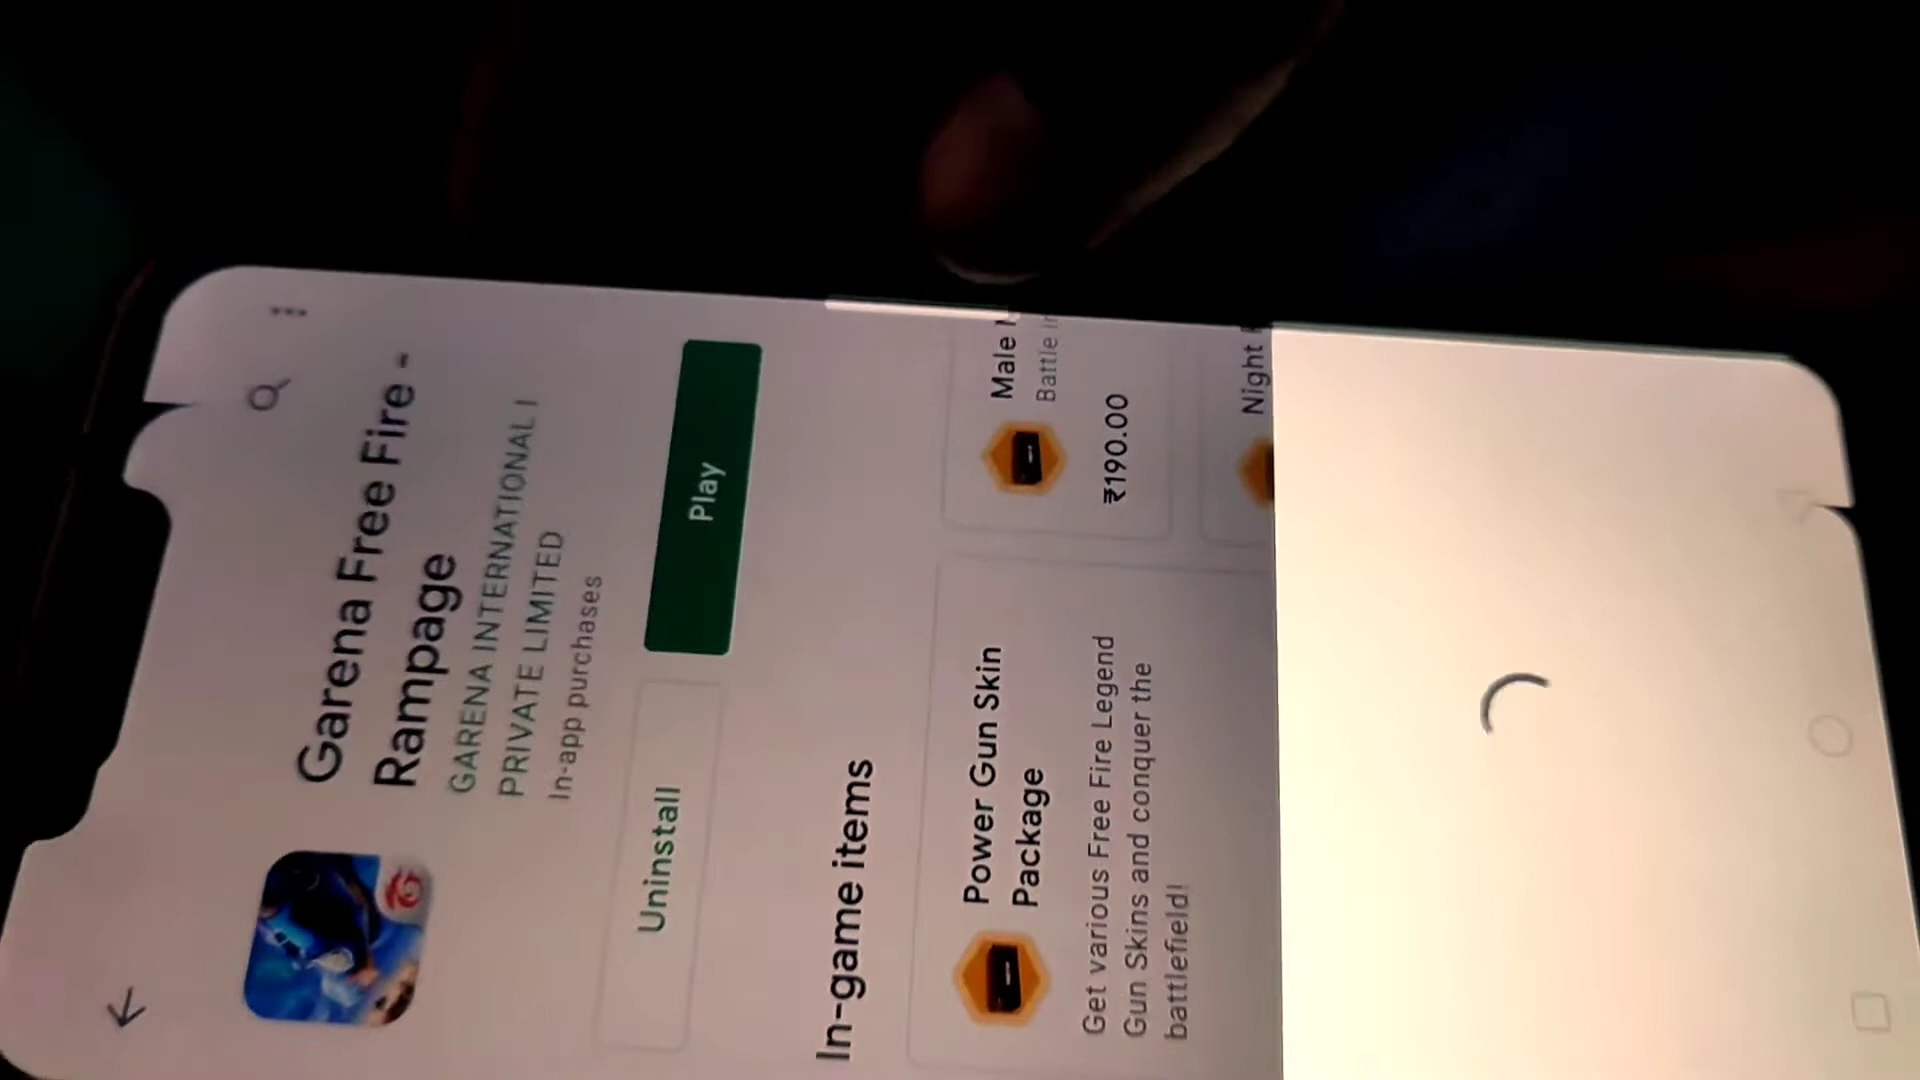 Garena Free Fire -
Rampage
GARENA INTERNATIONAL I
PRIVATE LIMITED
In-app purchases
Uninstall
Play
In-game items
Power Gun Skin
Package
Get various Free Fire Legend
Gun Skins and conquer the
battlefield!
Male
Battle
₹190.00
Night